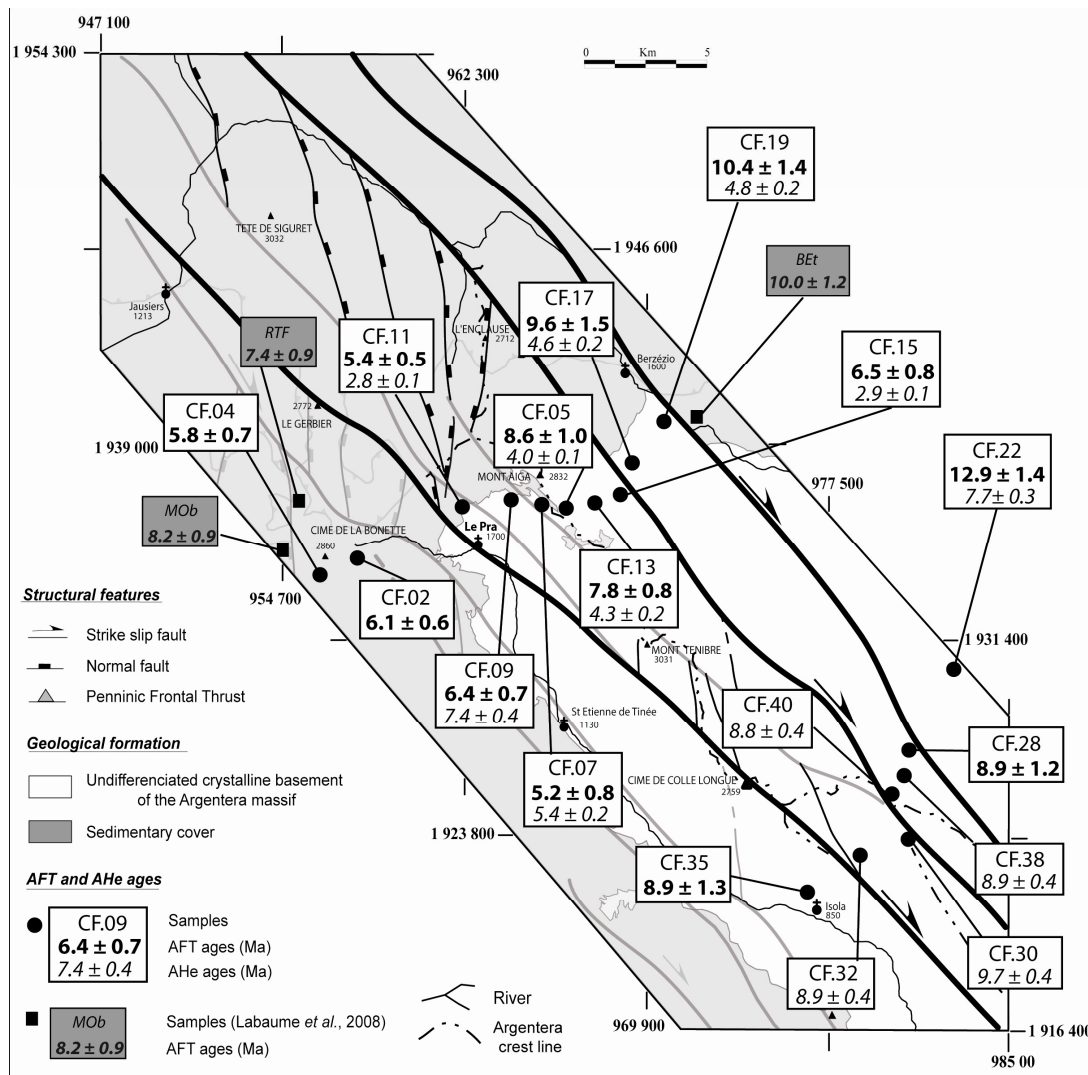 947 100
1 954 300
0 Km 5
962 300
CF.19
10.4 ± 1.4
4.8 ± 0.2
TETE DE SIGURET
3032
1 946 600
BEt
10.0 ± 1.2
Jausiers
1213
CF.17
9.6 ± 1.5
4.6 ± 0.2
RTF
7.4 ± 0.9
CF.11
5.4 ± 0.5
2.8 ± 0.1
L'ENCLAUSE
2712
Berzézio
1600
CF.15
6.5 ± 0.8
2.9 ± 0.1
CF.04
5.8 ± 0.7
2772
LE GERBIER
CF.05
8.6 ± 1.0
4.0 ± 0.1
1 939 000
CF.22
12.9 ± 1.4
7.7± 0.3
MONT AIGA
2832
977 500
MOb
8.2 ± 0.9
CIME DE LA BONETTE
2860
Le Pra
1700
954 700
CF.13
7.8 ± 0.8
4.3 ± 0.2
CF.02
6.1 ± 0.6
Structural features
Strike slip fault
Normal fault
Penninic Frontal Thrust
1 931 400
MONT TENIBRE
3031
CF.09
6.4 ± 0.7
7.4 ± 0.4
CF.40
8.8 ± 0.4
St Etienne de Tinée
1130
CF.28
8.9 ± 1.2
Geological formation
Undifferenciated crystalline basement
of the Argentera massif
Sedimentary cover
CF.07
5.2 ± 0.8
5.4 ± 0.2
CIME DE COLLE LONGUE
2759
1 923 800
CF.35
8.9 ± 1.3
CF.38
8.9 ± 0.4
AFT and AHe ages
CF.09
6.4 ± 0.7
7.4 ± 0.4
Samples
AFT ages (Ma)
AHe ages (Ma)
Isola
850
CF.30
9.7 ± 0.4
CF.32
8.9 ± 0.4
MOb
8.2 ± 0.9
Samples (Labaume et al., 2008)
AFT ages (Ma)
River
Argentera
crest line
969 900
1 916 400
985 00